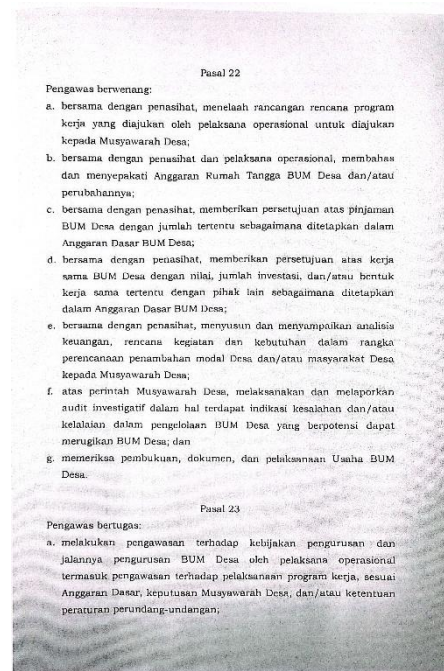 Pasal 22
Pengawas berwenang:
a. bersama dengan penasihat, menelaah rancangan rencana program
kerja yang diajukan oleh pelaksana operasional untuk diajukan
kepada Musyawarah Desa;
b. bersama dengan penasihat dan pelaksana operasional, membahas
dan menyepakati Anggaran Rumah Tangga BUM Desa dan/atau
perubahannya;
c. bersama dengan penasihat, memberikan persetujuan atas pinjaman
BUM Desa dengan jumlah tertentu sebagaimana ditetapkan dalam
Anggaran Dasar BUM Desa;
d. bersama dengan penasihat, memberikan persetujuan atas kerja
sama BUM Desa dengan nilai, jumlah investasi, dan/atau bentuk
kerja sama tertentu dengan pihak lain sebagaimana ditetapkan
dalam Anggaran Dasar BUM Desa;
e. bersama dengan penasihat, menyusun dan menyampaikan analisis
keuangan, rencana kegiatan dan kebutuhan dalam rangka
perencanaan penambahan modal Desa dan/atau masyarakat Desa
kepada Musyawarah Desa;
f. atas perintah Musyawarah Desa, melaksanakan dan melaporkan
audit investigatif dalam hal terdapat indikasi kesalahan dan/atau
kelalaian dalam pengelolaan BUM Desa yang berpotensi dapat
merugikan BUM Desa; dan
g. memeriksa pembukuan, dokumen, dan pelaksanaan Usaha BUM
Desa.
Pasal 23
Pengawas bertugas:
a. melakukan pengawasan terhadap kebijakan pengurusan dan
jalannya pengurusan BUM Desa oleh pelaksana operasional
termasuk pengawasan terhadap pelaksanaan program kerja, sesuai
Anggaran Dasar, keputusan Musyawarah Desa, dan/atau ketentuan
peraturan perundang-undangan;